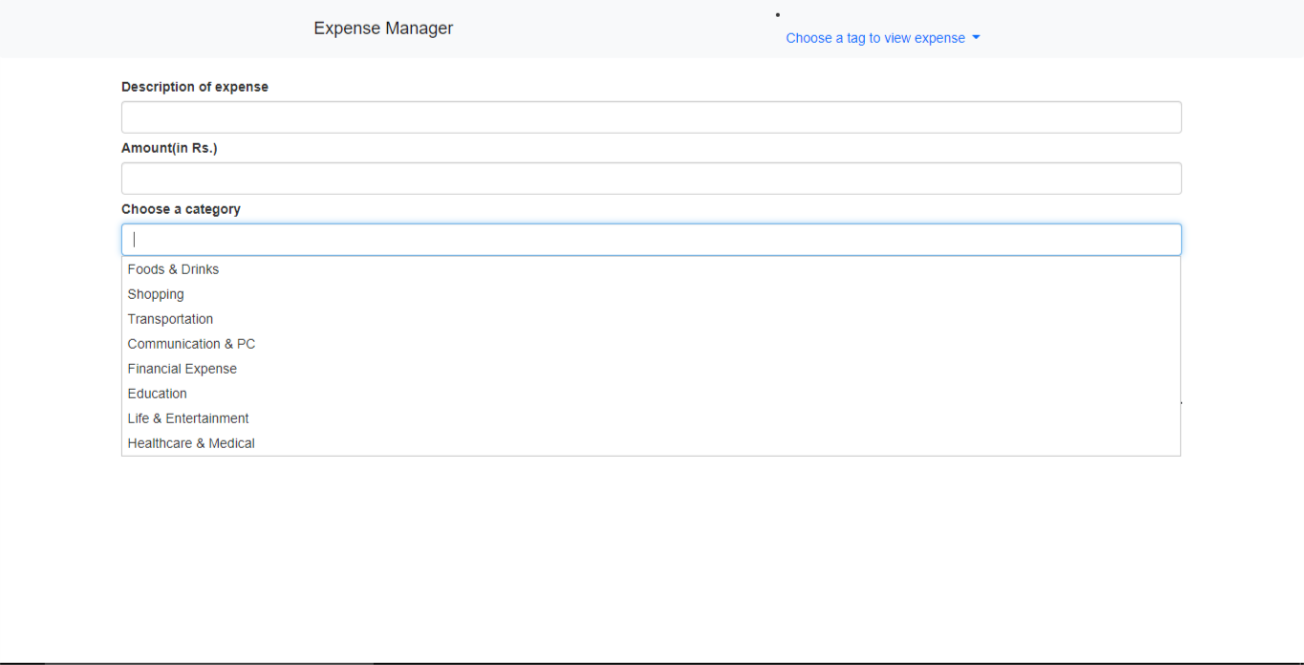 Expense Manager
Choose a tag to view expense
Description of expense
Amount(in Rs.)
Choose a category
Foods & Drinks
Shopping
Transportation
Communication & PC
Financial Expense
Education
Life & Entertainment
Healthcare & Medical